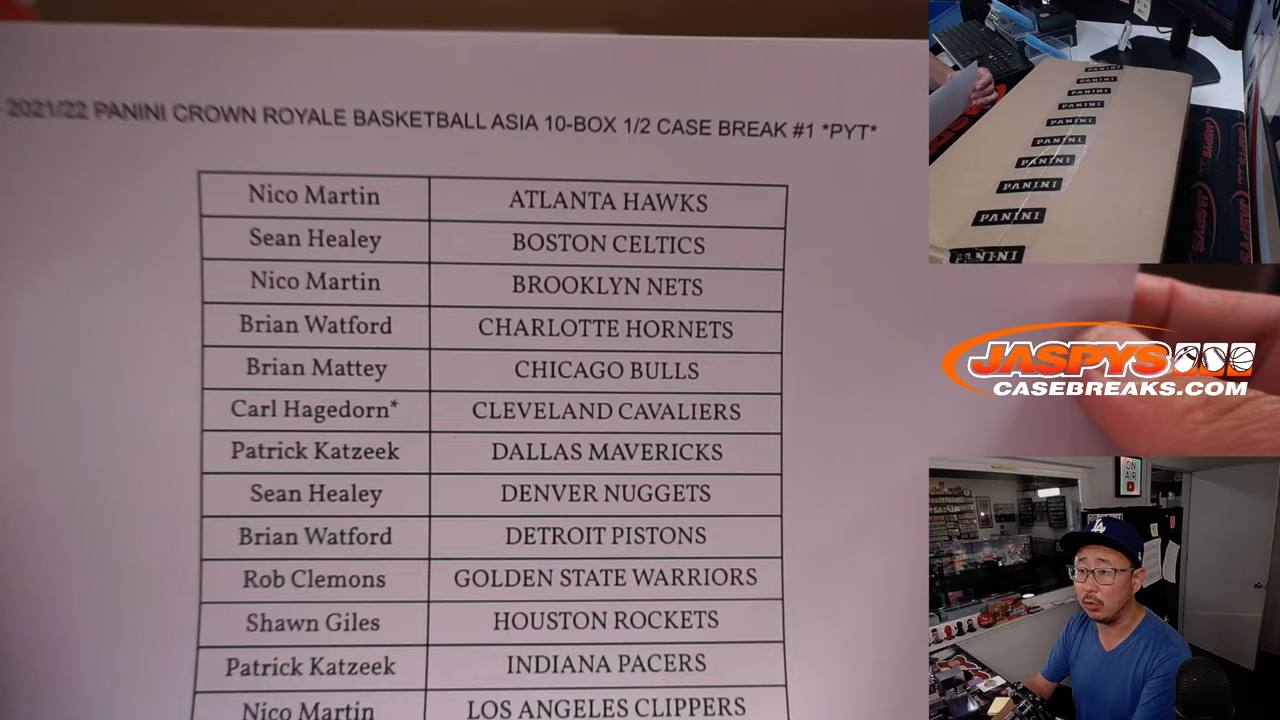 2021/22 PANINI CROWN ROYALE BASKETBALL ASIA 10-BOX 1/2 CASE BREAK #1 *PYT*
Nico Martin ATLANTA HAWKS
Sean Healey BOSTON CELTICS
Nico Martin BROOKLYN NETS
Brian Watford CHARLOTTE HORNETS
Brian Mattey CHICAGO BULLS
Carl Hagedorn* CLEVELAND CAVALIERS
Patrick Katzeek DALLAS MAVERICKS
Sean Healey DENVER NUGGETS
Brian Watford DETROIT PISTONS
Rob Clemons GOLDEN STATE WARRIORS
Shawn Giles HOUSTON ROCKETS
Patrick Katzeek INDIANA PACERS
Nico Martin LOS ANGELES CLIPPERS
PANINI
PANINI
PANINI
PANINI
PANINI
PANINI
PANINI
PANINI
PANINI
PANINI
JASPYS
JASPYS
JASPYS
JASPYS
CASEBREAKS.COM
ON
AIR
LA